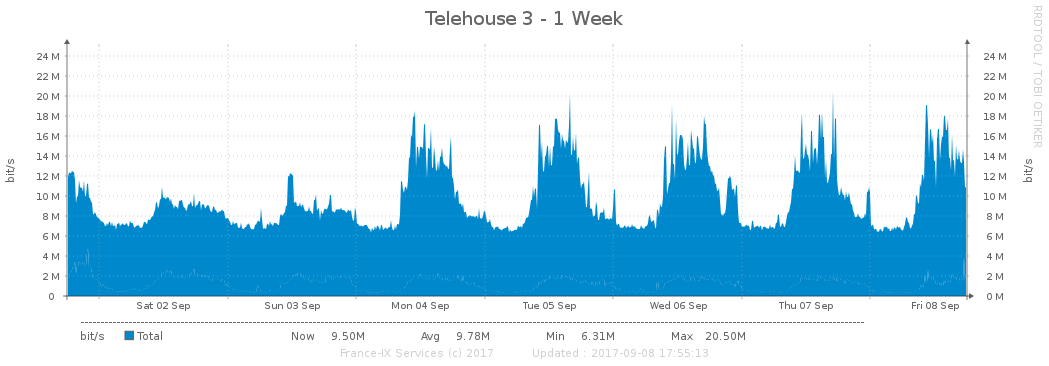 Telehouse 3 - 1 Week
RRDTOOL / TOBI OETIKER
bit/s
24 M 24 M
22 M 22 M
20 M 20 M
18 M 18 M
16 M 16 M
14 M 14 M
12 M 12 M
10 M 10 M
8 M 8 M
6 M 6 M
4 M 4 M
2 M 2 M
0 0 M
bit/s
Sat 02 Sep Sun 03 Sep Mon 04 Sep Tue 05 Sep Wed 06 Sep Thu 07 Sep Fri 08 Sep
bit/s Total Now 9.50M Avg 9.78M Min 6.31M Max 20.50M
France-IX Services (c) 2017 Updated : 2017-09-08 17:55:13